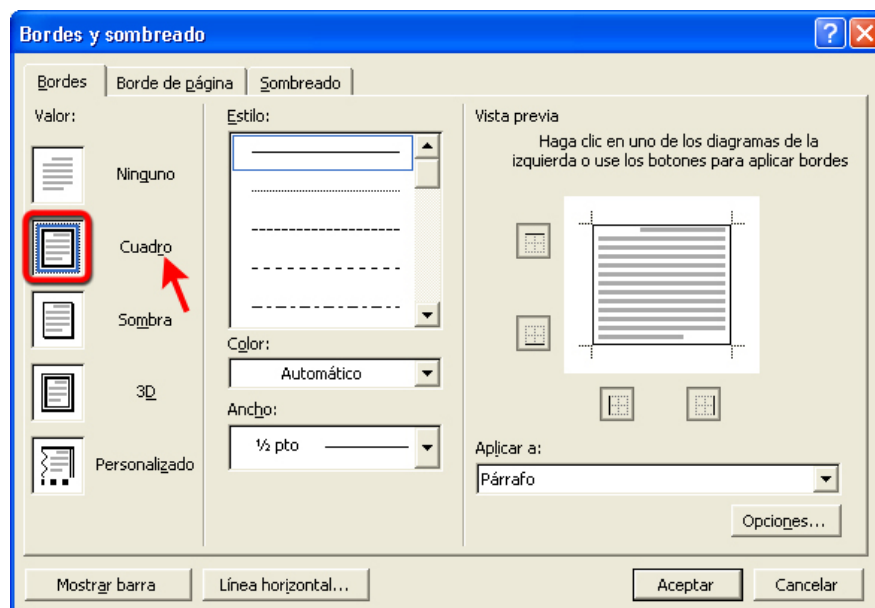 Bordes y sombreado
Bordes
Borde de página
Sombreado
Valor:
Ninguno
Cuadro
Sombra
3D
Personalizado
Estilo:
Color:
Automático
Ancho:
½ pto
Vista previa
Haga clic en uno de los diagramas de la
izquierda o use los botones para aplicar bordes
Aplicar a:
Párrafo
Opciones...
Mostrar barra
Línea horizontal...
Aceptar
Cancelar